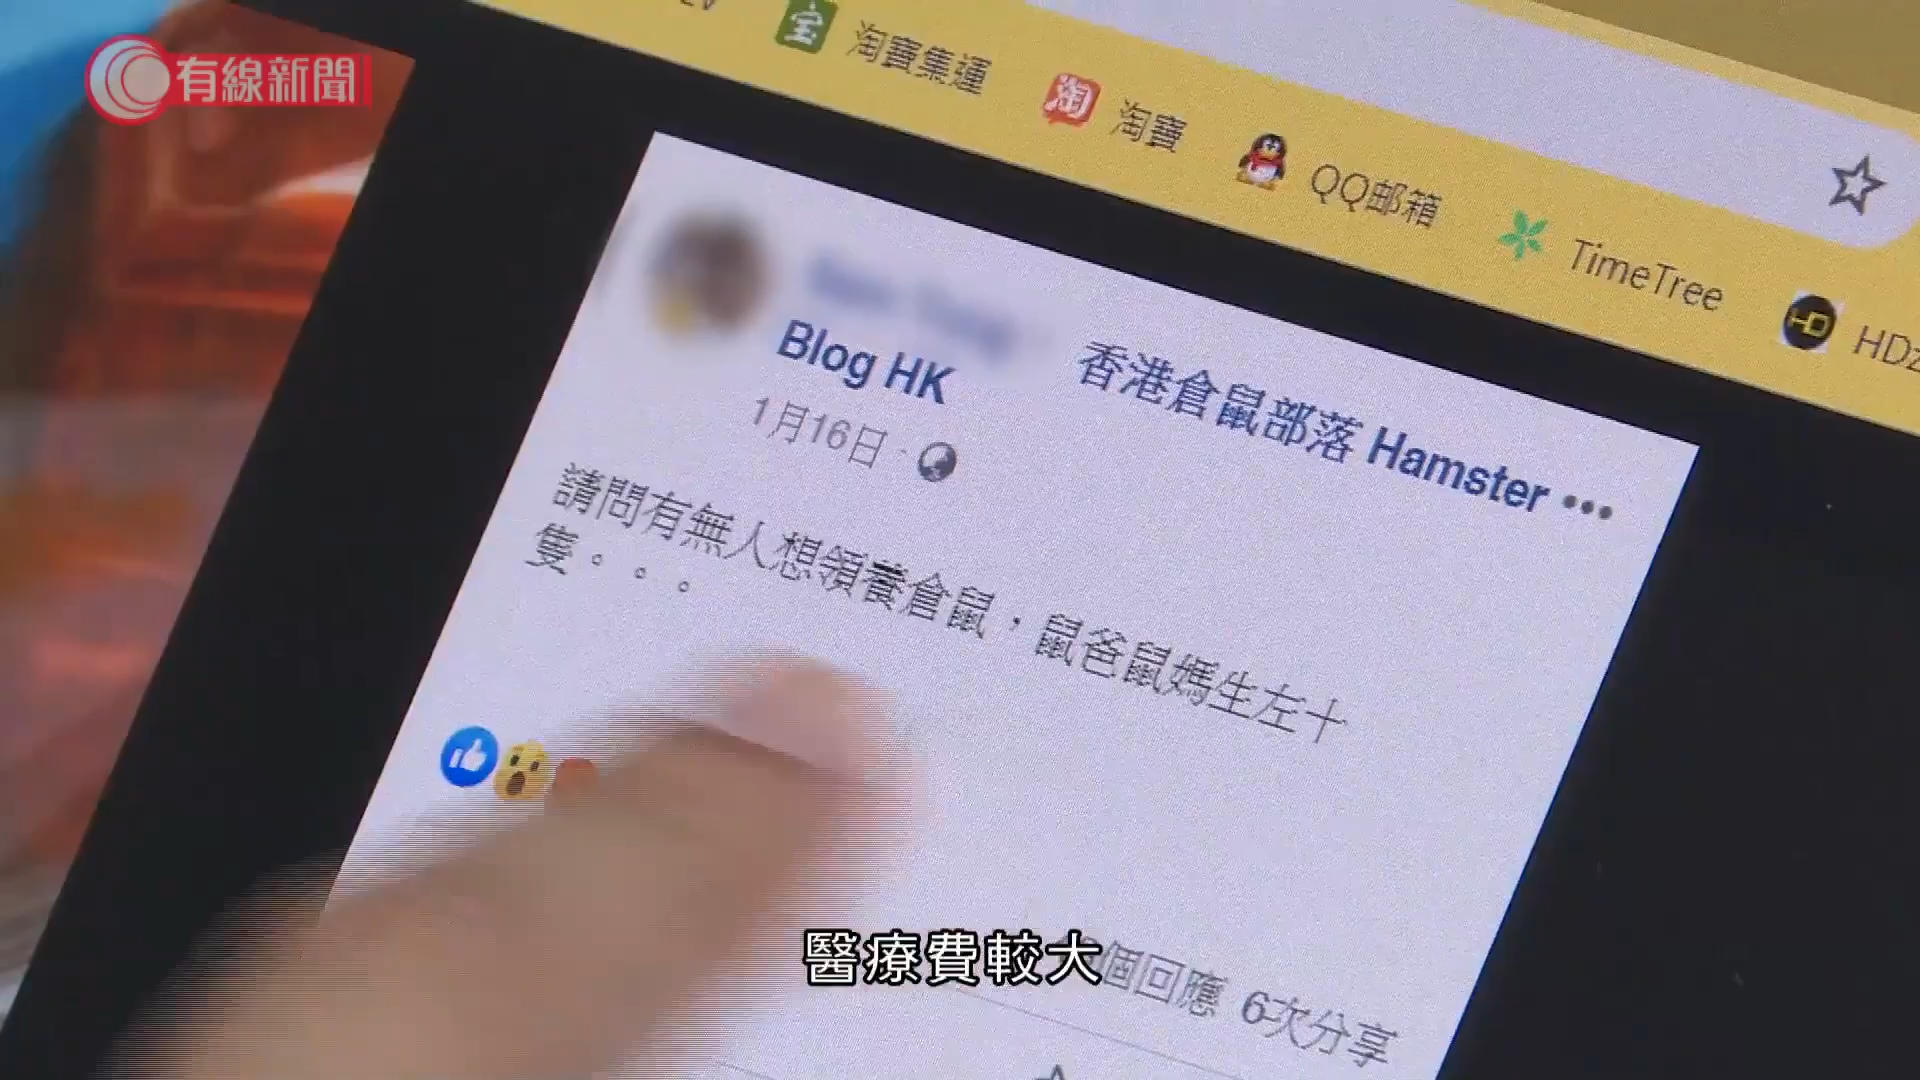 有線新聞
宝 淘寶集運
淘 淘寶
QQ邮箱
TimeTree
HD
香港倉鼠部落 Hamster
Blog HK
1月16日
請問有無人想領養倉鼠，鼠爸鼠媽生左十
隻。。。
個回應 6次分享
醫療費較大